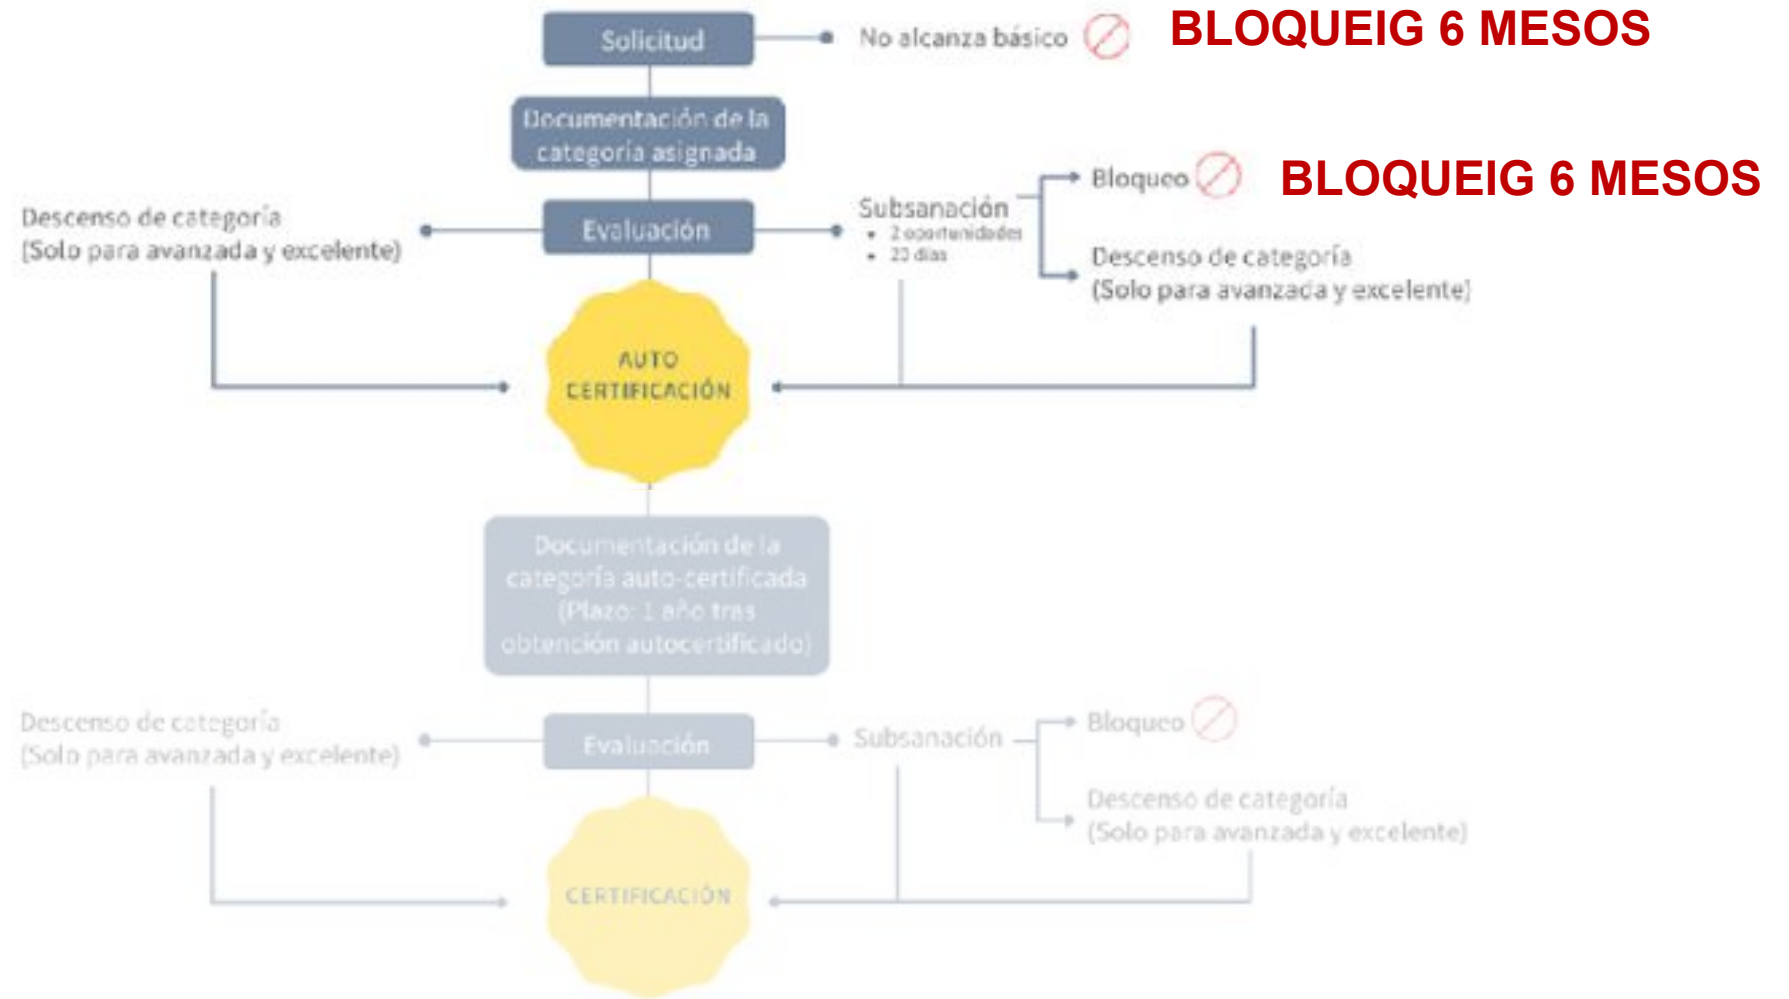 Solicitud
No alcanza básico
BLOQUEIG 6 MESOS
Documentación de la
categoría asignada
Descenso de categoría
(Solo para avanzada y excelente)
Evaluación
Subsanación
• 2 oportunidades
• 20 días
Bloqueo
BLOQUEIG 6 MESOS
Descenso de categoría
(Solo para avanzada y excelente)
AUTO
CERTIFICACIÓN
Documentación de la
categoría auto-certificada
(Plazo: 1 año tras
obtención autocertificado)
Descenso de categoría
(Solo para avanzada y excelente)
Evaluación
Subsanación
Bloqueo
Descenso de categoría
(Solo para avanzada y excelente)
CERTIFICACIÓN